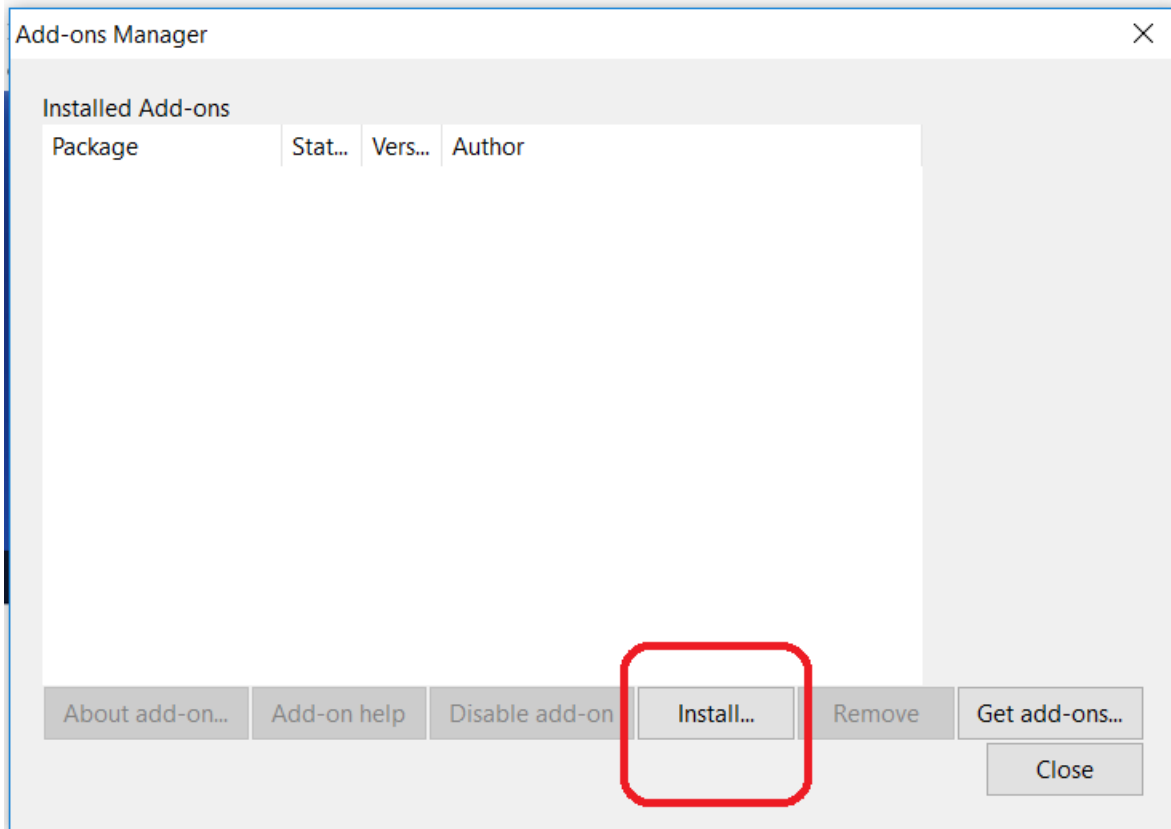 Add-ons Manager
Installed Add-ons
Package Stat... Vers... Author
About add-on... Add-on help Disable add-on Install... Remove Get add-ons...
Close